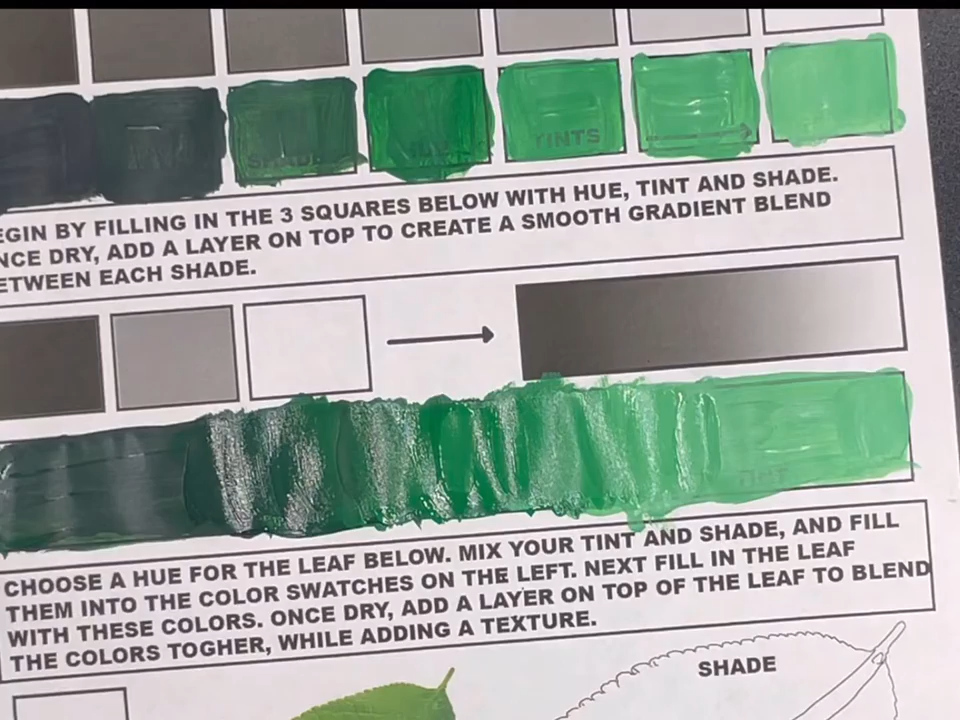 TINTS
EGIN BY FILLING IN THE 3 SQUARES BELOW WITH HUE, TINT AND SHADE.
NCE DRY, ADD A LAYER ON TOP TO CREATE A SMOOTH GRADIENT BLEND
ETWEEN EACH SHADE.
TINT
CHOOSE A HUE FOR THE LEAF BELOW. MIX YOUR TINT AND SHADE, AND FILL
THEM INTO THE COLOR SWATCHES ON THE LEFT. NEXT FILL IN THE LEAF
WITH THESE COLORS. ONCE DRY, ADD A LAYER ON TOP OF THE LEAF TO BLEND
THE COLORS TOGHER, WHILE ADDING A TEXTURE.
SHADE